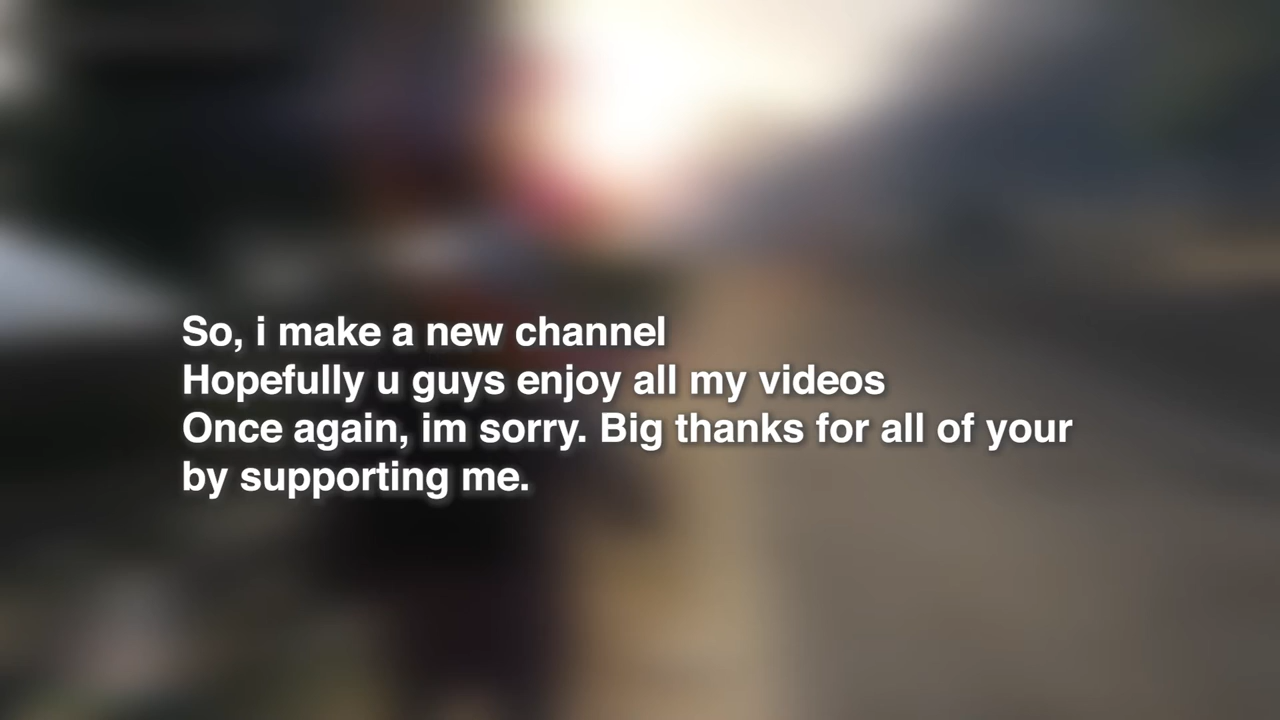 So, i make a new channel
Hopefully u guys enjoy all my videos
Once again, im sorry. Big thanks for all of your
by supporting me.